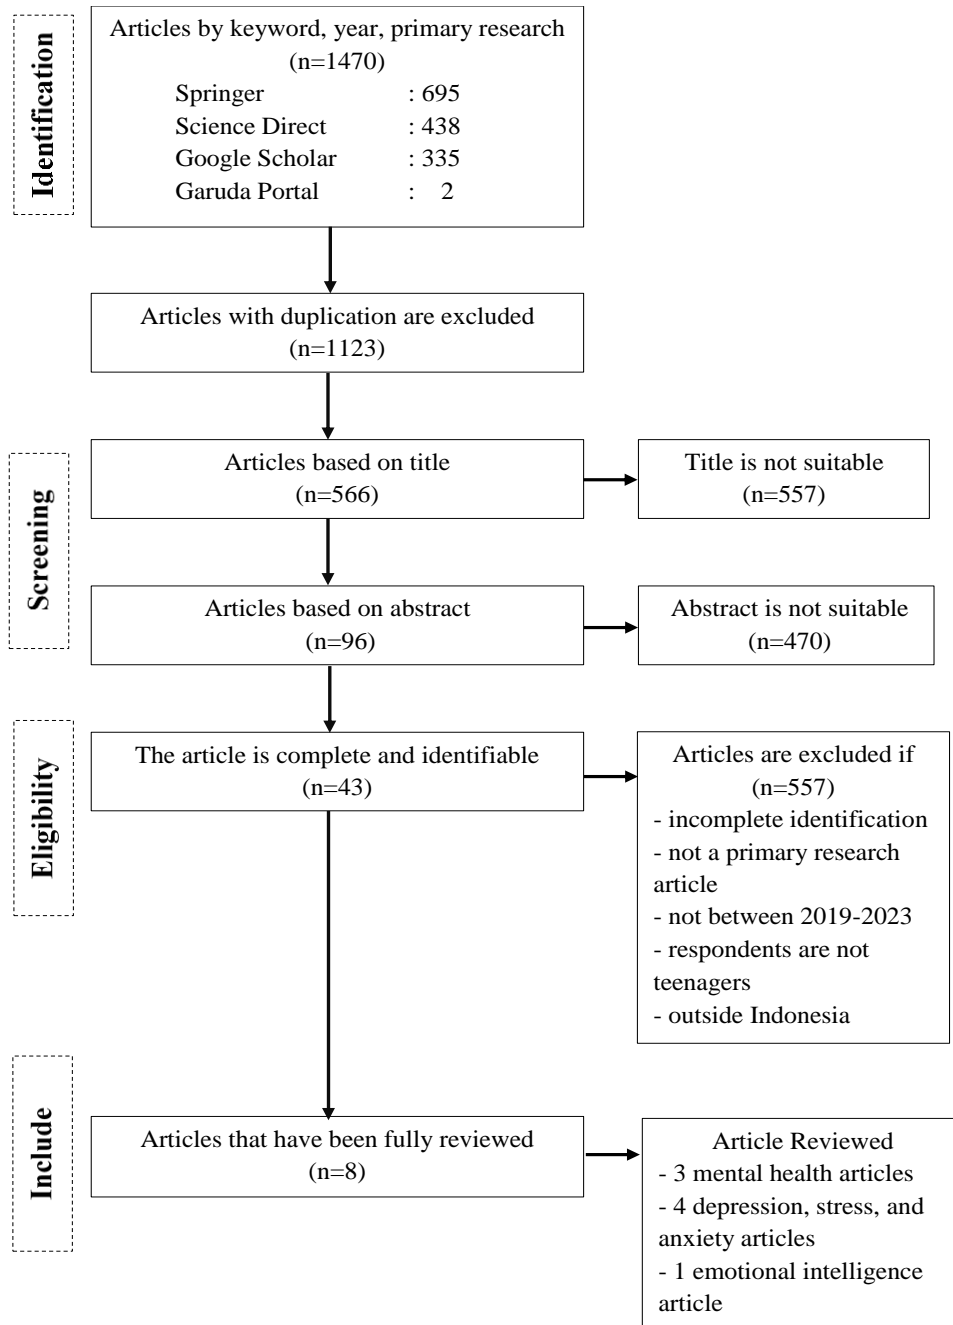 Identification
Articles by keyword, year, primary research
(n=1470)
Springer : 695
Science Direct : 438
Google Scholar : 335
Garuda Portal : 2
Articles with duplication are excluded
(n=1123)
Screening
Articles based on title
(n=566)
Title is not suitable
(n=557)
Articles based on abstract
(n=96)
Abstract is not suitable
(n=470)
Eligibility
The article is complete and identifiable
(n=43)
Articles are excluded if
(n=557)
- incomplete identification
- not a primary research
article
- not between 2019-2023
- respondents are not
teenagers
- outside Indonesia
Include
Articles that have been fully reviewed
(n=8)
Article Reviewed
- 3 mental health articles
- 4 depression, stress, and
anxiety articles
- 1 emotional intelligence
article